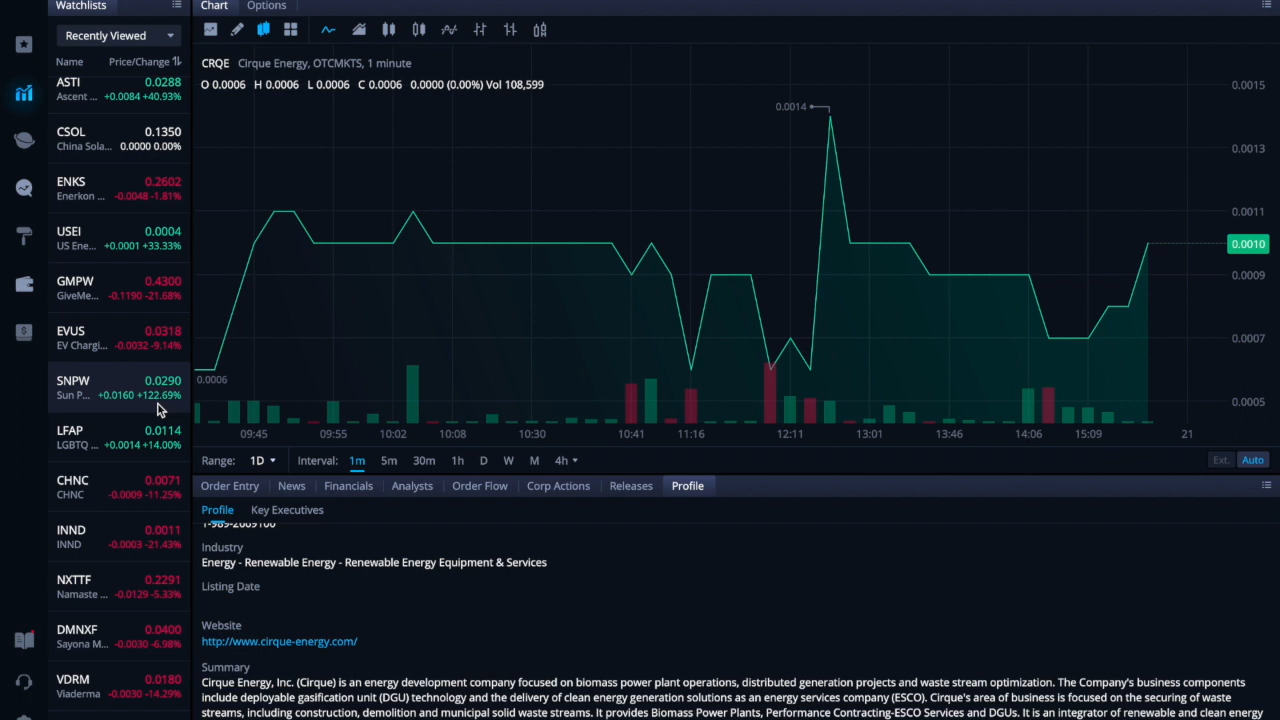 Watchlists
Recently Viewed
Name Price/Change
ASTI 0.0288
Ascent ... +0.0084 +40.93%
CSOL 0.1350
China Sola... 0.0000 0.00%
ENKS 0.2602
Enerkon ... -0.0048 -1.81%
USEI 0.0004
US Ene... +0.0001 +33.33%
GMPW 0.4300
GiveMe... -0.1190 -21.68%
EVUS 0.0318
EV Chargi... -0.0032 -9.14%
SNPW 0.0290
Sun P... +0.0160 +122.69%
LFAP 0.0114
LGBTQ ... +0.0014 +14.00%
CHNC 0.0071
CHNC -0.0009 -11.25%
INND 0.0011
INND -0.0003 -21.43%
NXTTF 0.2291
Namaste ... -0.0129 -5.33%
DMNXF 0.0400
Sayona M... -0.0030 -6.98%
VDRM 0.0180
Viaderma -0.0030 -14.29%
Chart Options
CRQE Cirque Energy, OTCMKTS, 1 minute
O 0.0006 H 0.0006 L 0.0006 C 0.0006 0.0000 (0.00%) Vol 108,599
0.0014
0.0006
0.0015
0.0013
0.0011
0.0010
0.0009
0.0007
0.0005
09:45 09:55 10:02 10:08 10:30 10:41 11:16 12:11 13:01 13:46 14:06 15:09 21
Range: 1D Interval: 1m 5m 30m 1h D W M 4h Ext. Auto
Order Entry News Financials Analysts Order Flow Corp Actions Releases Profile
Profile Key Executives
1-989-2669100
Industry
Energy - Renewable Energy - Renewable Energy Equipment & Services
Listing Date
Website
http://www.cirque-energy.com/
Summary
Cirque Energy, Inc. (Cirque) is an energy development company focused on biomass power plant operations, distributed generation projects and waste stream optimization. The Company's business components
include deployable gasification unit (DGU) technology and the delivery of clean energy generation solutions as an energy services company (ESCO). Cirque's area of business is focused on the securing of waste
streams, including construction, demolition and municipal solid waste streams. It provides Biomass Power Plants, Performance Contracting-ESCO Services and DGUs. It is an integrator of renewable and clean energy